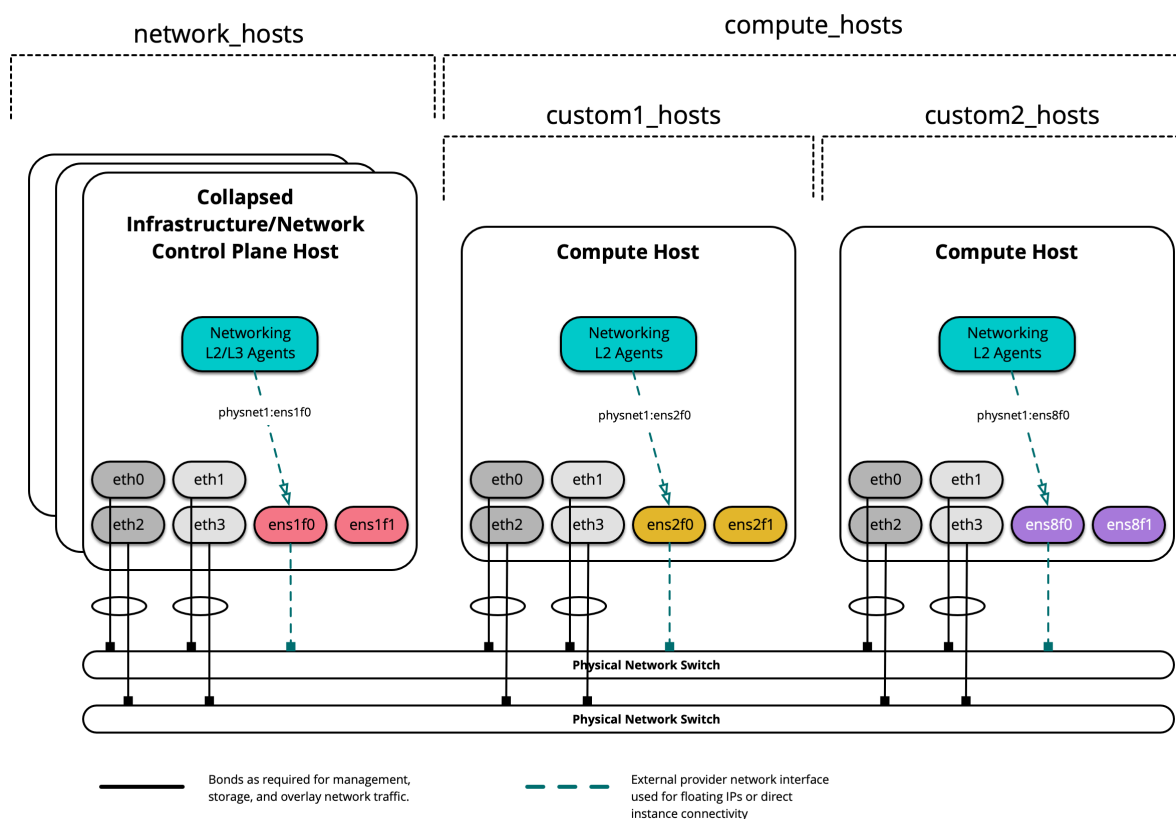 network_hosts
compute_hosts
custom1_hosts
custom2_hosts
Collapsed
Infrastructure/Network
Control Plane Host
Networking
L2/L3 Agents
physnet1:ens1f0
eth0
eth1
eth2
eth3
ens1f0
ens1f1
Compute Host
Networking
L2 Agents
physnet1:ens2f0
eth0
eth1
eth2
eth3
ens2f0
ens2f1
Compute Host
Networking
L2 Agents
physnet1:ens8f0
eth0
eth1
eth2
eth3
ens8f0
ens8f1
Physical Network Switch
Physical Network Switch
Bonds as required for management,
storage, and overlay network traffic.
External provider network interface
used for floating IPs or direct
instance connectivity